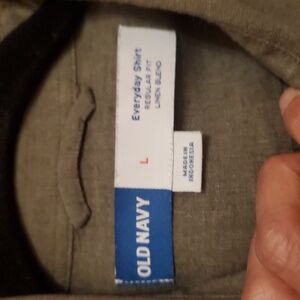 OLD NAVY
L
Everyday Shirt
REGULAR FIT
LINEN BLEND
MADE IN
INDONESIA